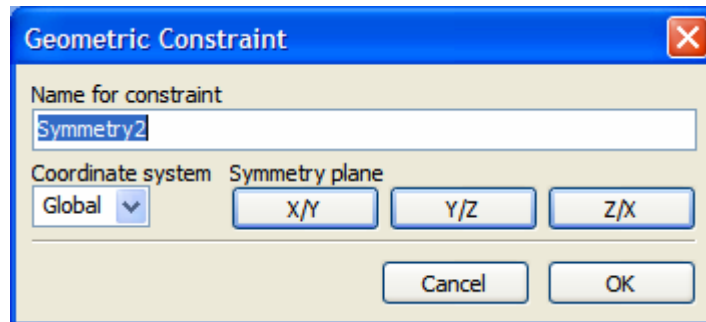 Geometric Constraint
Name for constraint
Symmetry2
Coordinate system Symmetry plane
Global X/Y Y/Z Z/X
Cancel OK